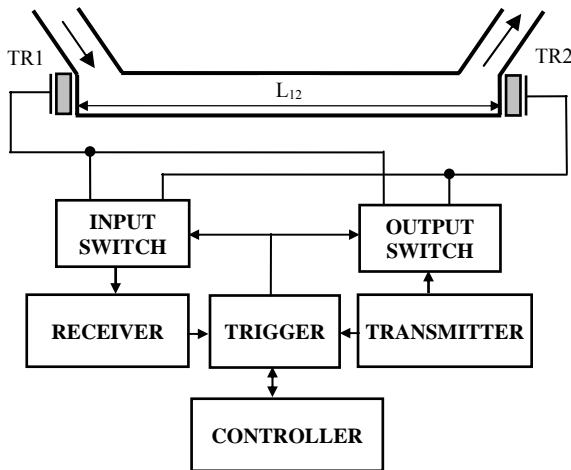 TR1
TR2
L₁₂
INPUT
SWITCH
OUTPUT
SWITCH
RECEIVER
TRIGGER
TRANSMITTER
CONTROLLER